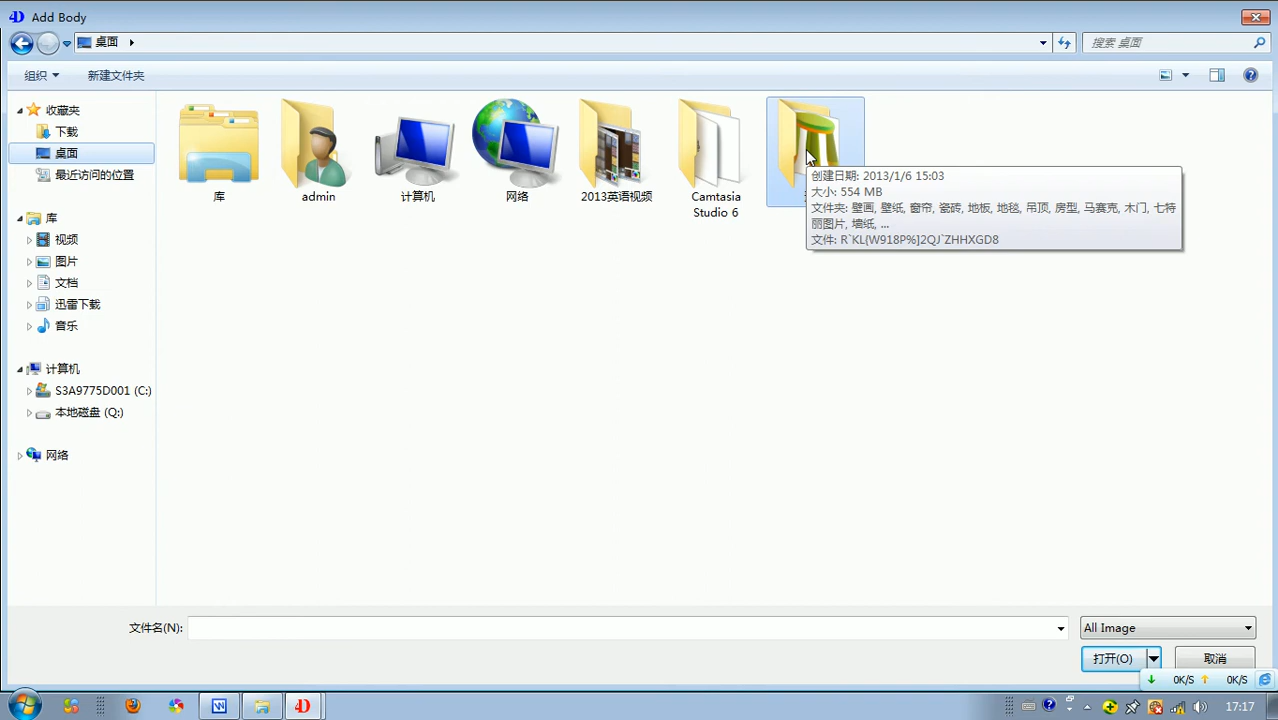 Add Body
桌面
搜索 桌面
组织
新建文件夹
收藏夹
下载
桌面
最近访问的位置
库
视频
图片
文档
迅雷下载
音乐
计算机
S3A9775D001 (C:)
本地磁盘 (Q:)
网络
库
admin
计算机
网络
2013英语视频
Camtasia
Studio 6
创建日期: 2013/1/6 15:03
大小: 554 MB
文件夹: 壁画, 壁纸, 窗帘, 瓷砖, 地板, 地毯, 吊顶, 房型, 马赛克, 木门, 七特
丽图片, 墙纸, ...
文件: R`KL{W918P%]2QJ`ZHHXGD8
文件名(N):
All Image
打开(O)
取消
0K/S
0K/S
17:17